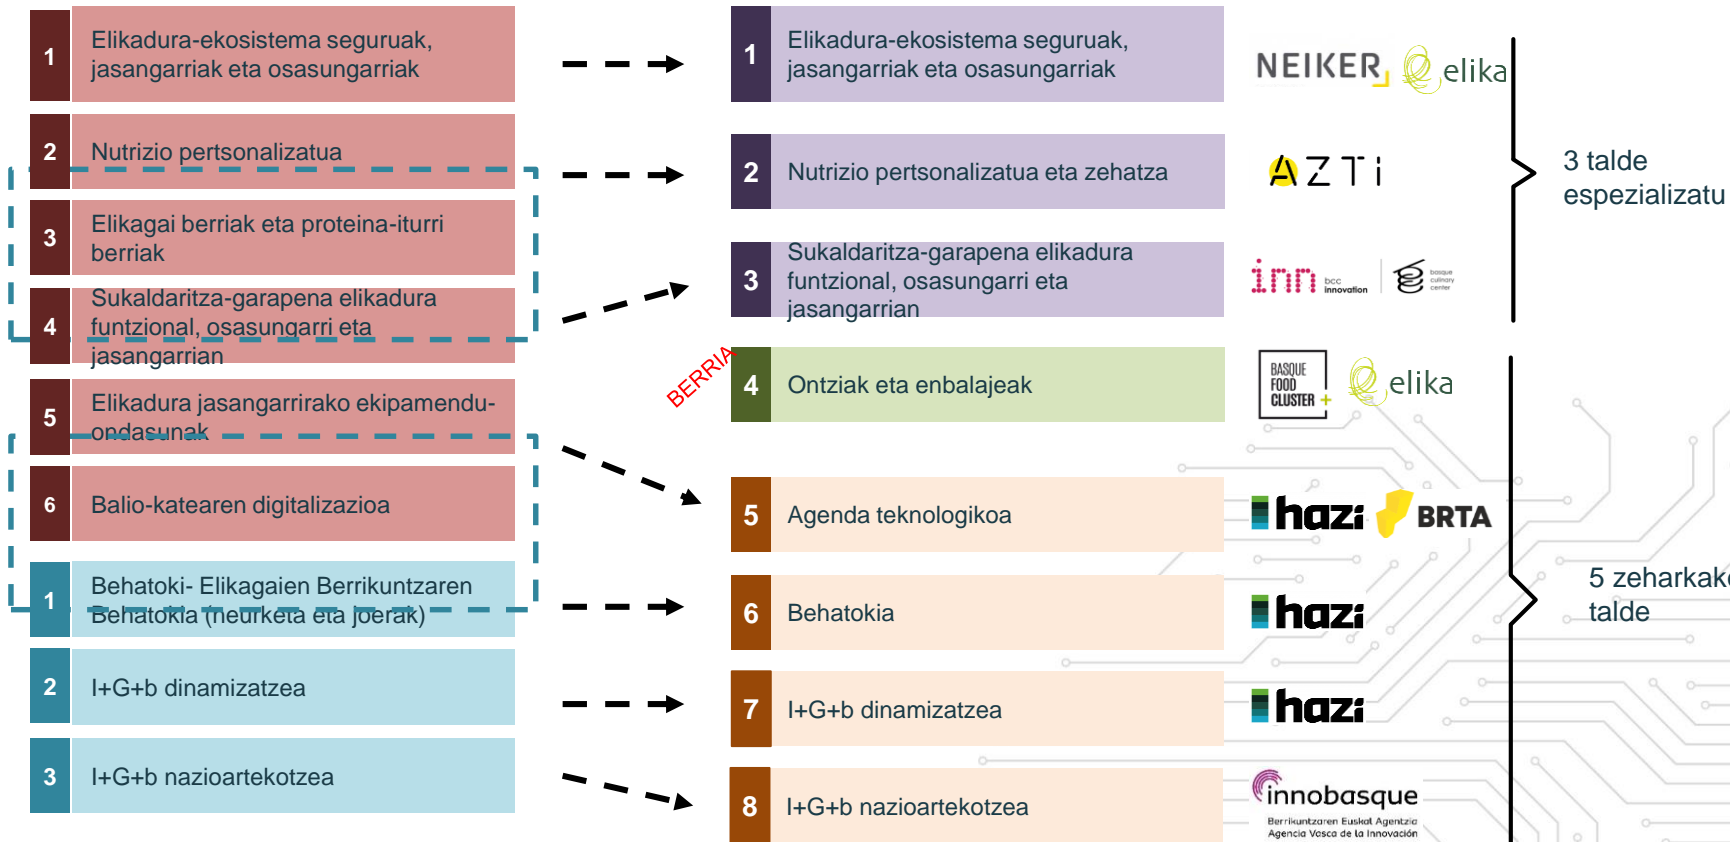 1
Elikadura-ekosistema seguruak,
jasangarriak eta osasungarriak
2
Nutrizio pertsonalizatua
3
Elikagai berriak eta proteina-iturri
berriak
4
Sukaldaritza-garapena elikadura
funtzional, osasungarri eta
jasangarrian
5
Elikadura jasangarrirako ekipamendu-
ondasunak
6
Balio-katearen digitalizazioa
1
Behatoki- Elikagaien Berrikuntzaren
Behatokia (neurketa eta joerak)
2
I+G+b dinamizatzea
3
I+G+b nazioartekotzea
1
Elikadura-ekosistema seguruak,
jasangarriak eta osasungarriak
NEIKER
elika
2
Nutrizio pertsonalizatua eta zehatza
AZTi
3
Sukaldaritza-garapena elikadura
funtzional, osasungarri eta
jasangarrian
inn
bcc
innovation
basque
culinary
center
3 talde
espezializatu
BERRIA
4
Ontziak eta enbalajeak
BASQUE
FOOD
CLUSTER +
elika
5
Agenda teknologikoa
hazi
BRTA
6
Behatokia
hazi
7
I+G+b dinamizatzea
hazi
8
I+G+b nazioartekotzea
innobasque
Berrikuntzaren Euskal Agentzia
Agencia Vasca de la Innovación
5 zeharkako
talde